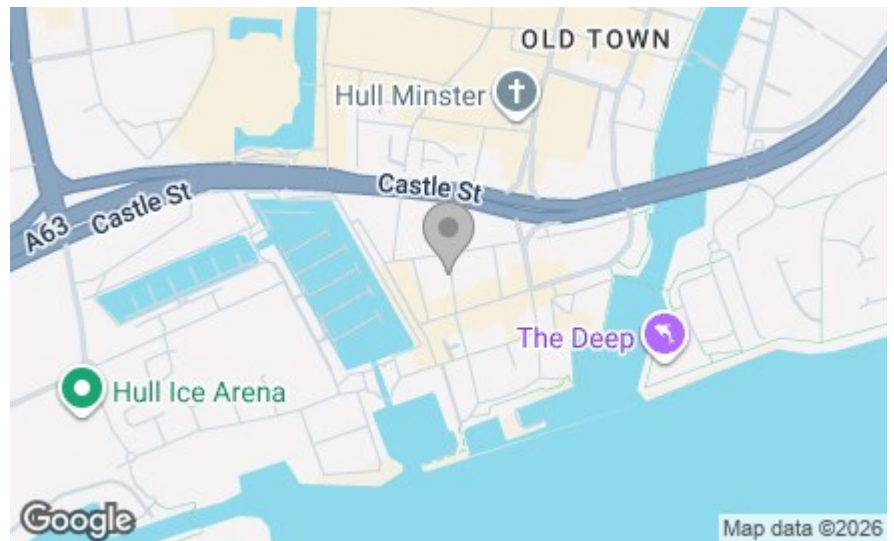 OLD TOWN
Hull Minster
Castle St
Castle St
A63
The Deep
Hull Ice Arena
Google
Map data ©2026